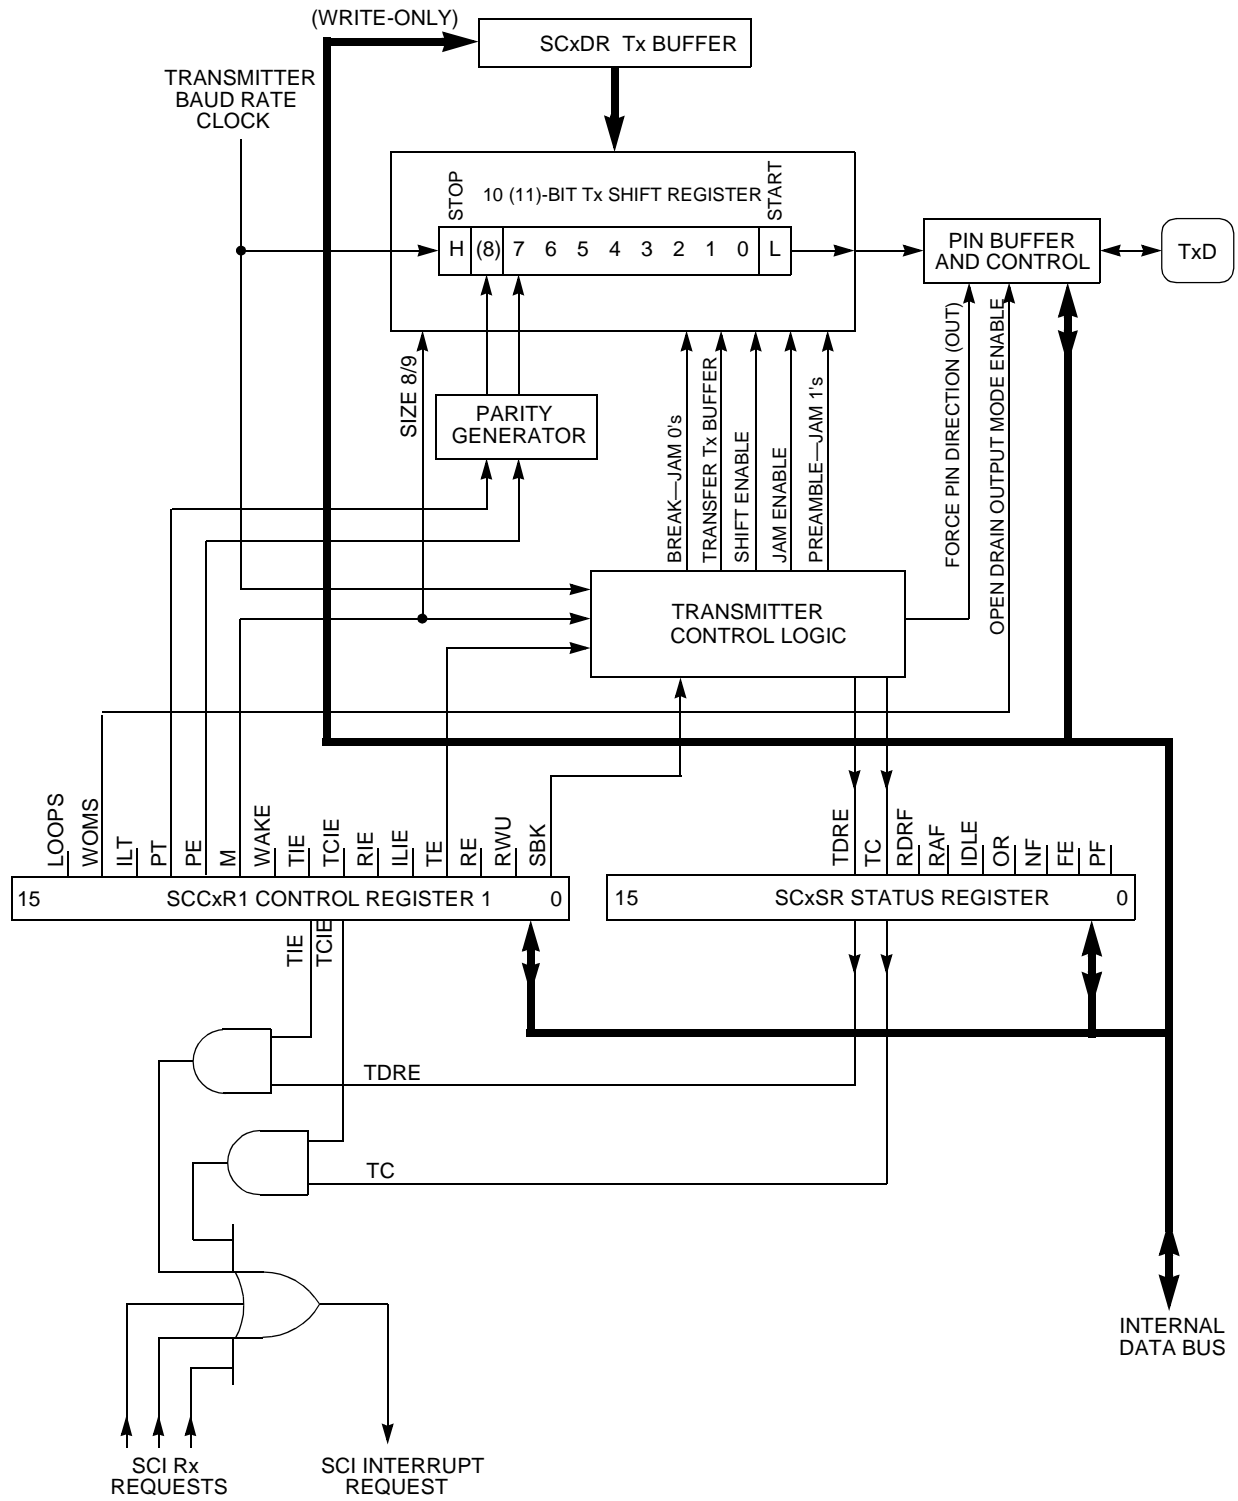 (WRITE-ONLY)
SCxDR Tx BUFFER
TRANSMITTER
BAUD RATE
CLOCK
STOP
10 (11)-BIT Tx SHIFT REGISTER
START
H (8) 7 6 5 4 3 2 1 0 L
PIN BUFFER
AND CONTROL
TxD
SIZE 8/9
PARITY
GENERATOR
BREAK—JAM 0's
TRANSFER Tx BUFFER
SHIFT ENABLE
JAM ENABLE
PREAMBLE—JAM 1's
FORCE PIN DIRECTION (OUT)
OPEN DRAIN OUTPUT MODE ENABLE
TRANSMITTER
CONTROL LOGIC
LOOPS
WOMS
ILT
PT
PE
M
WAKE
TIE
TCIE
RIE
ILIE
TE
RE
RWU
SBK
TDRE
TC
RDRF
RAF
IDLE
OR
NF
FE
PF
15 SCCxR1 CONTROL REGISTER 1 0
15 SCxSR STATUS REGISTER 0
TIE
TCIE
TDRE
TC
INTERNAL
DATA BUS
SCI Rx
REQUESTS
SCI INTERRUPT
REQUEST